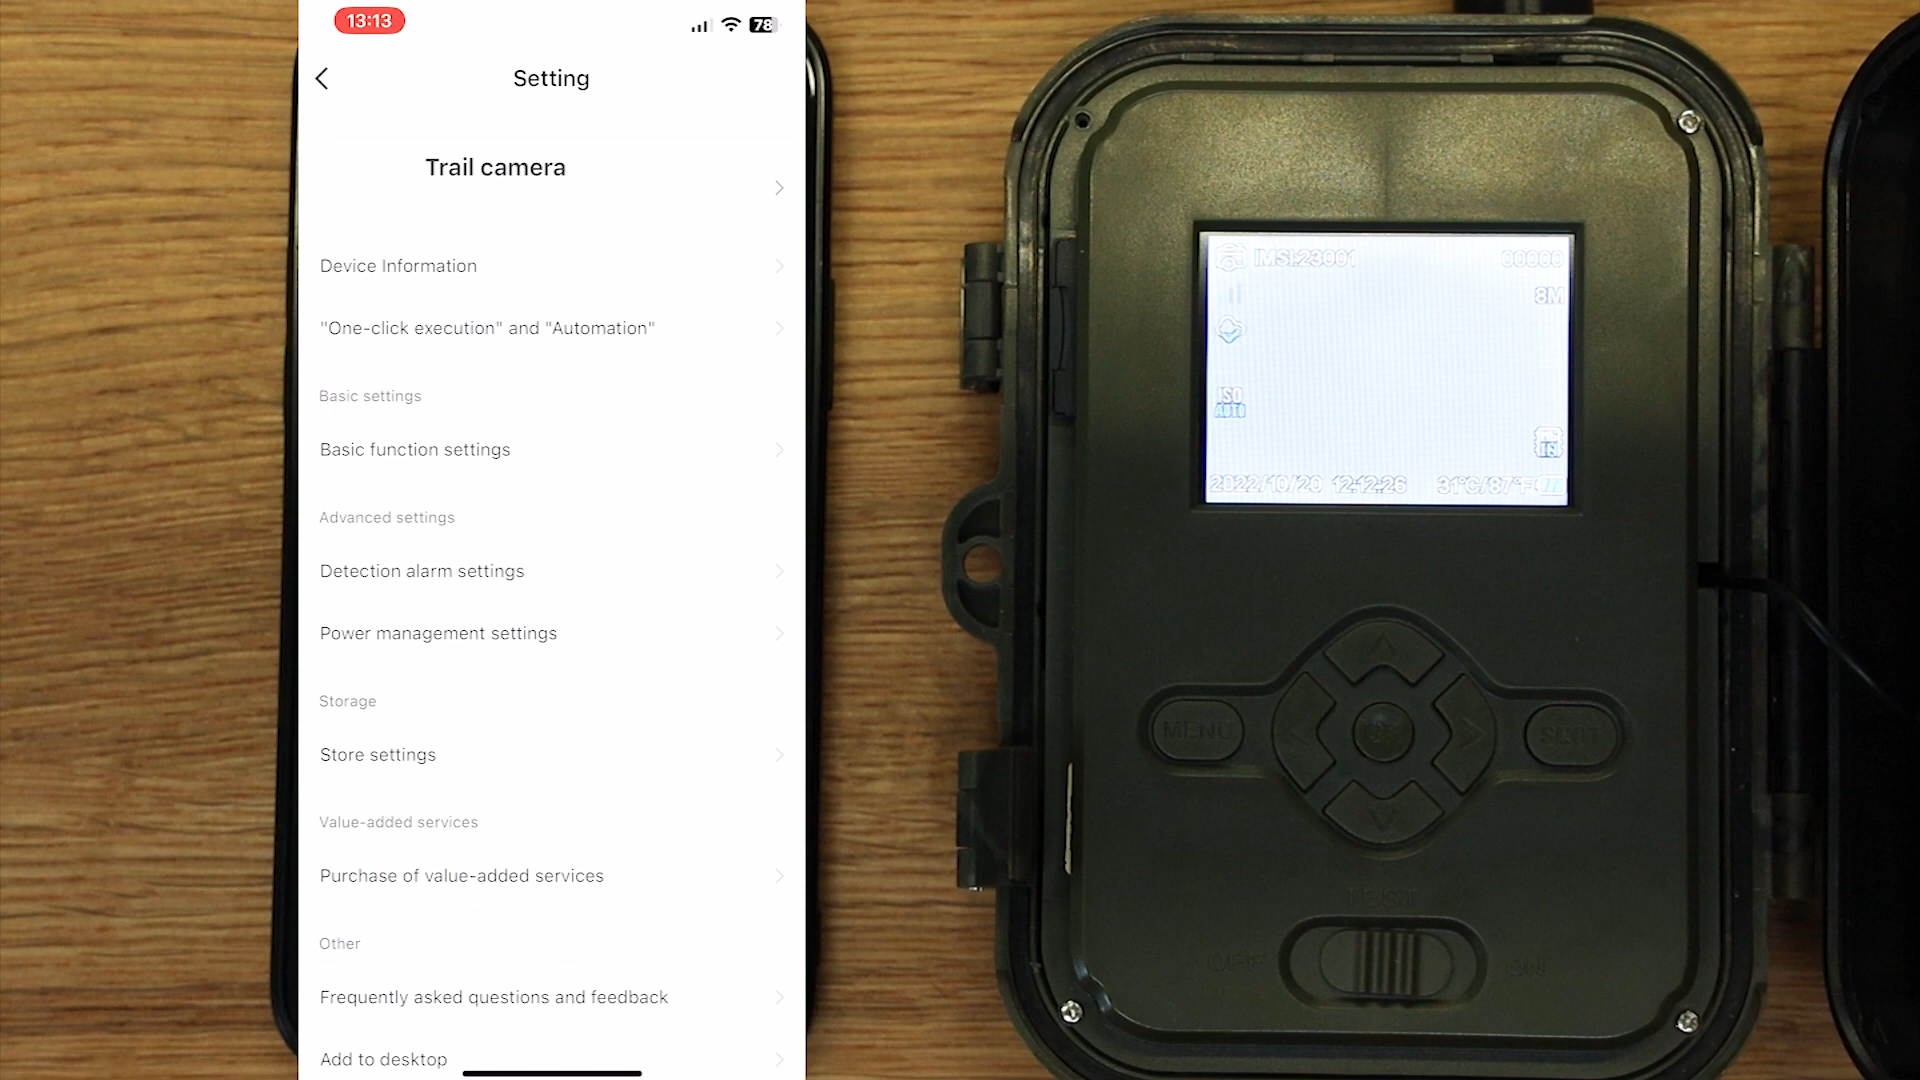 13:13
78
Setting
Trail camera
Device Information
"One-click execution" and "Automation"
Basic settings
Basic function settings
Advanced settings
Detection alarm settings
Power management settings
Storage
Store settings
Value-added services
Purchase of value-added services
Other
Frequently asked questions and feedback
Add to desktop
IMSI:23001
00000
8M
ISO
AUTO
2022/10/20 12:12:26 31°C/87°F
MENU
TEST
OFF
ON